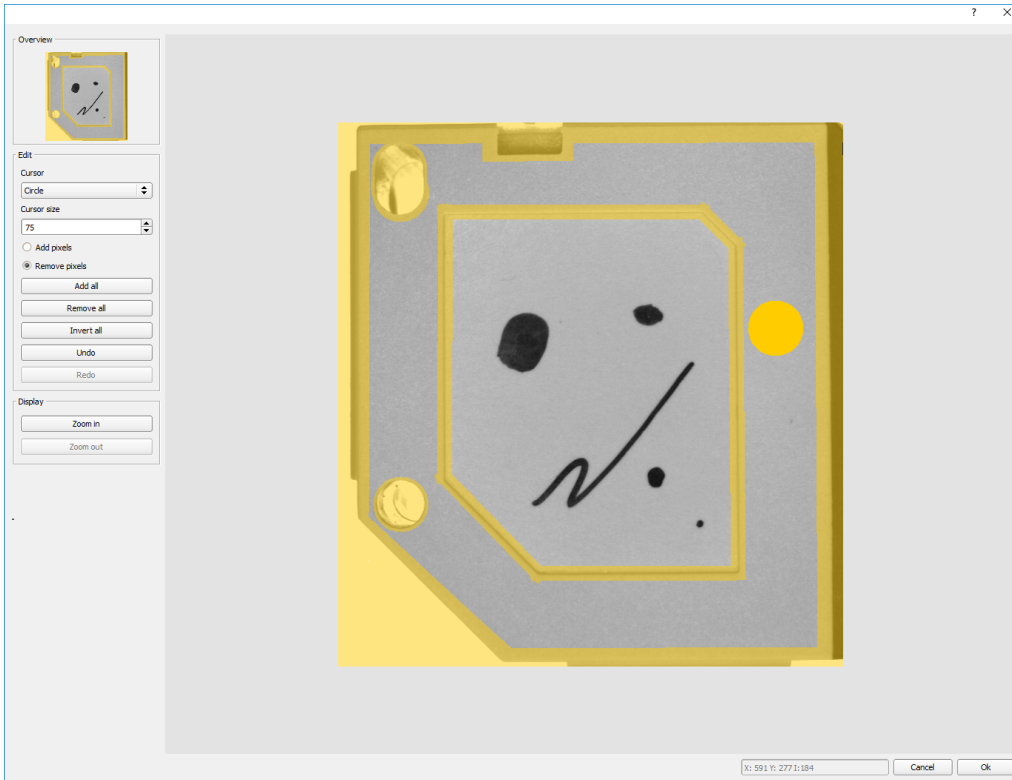 ?
Overview
Edit
Cursor
Circle
Cursor size
75
Add pixels
Remove pixels
Add all
Remove all
Invert all
Undo
Redo
Display
Zoom in
Zoom out
X: 591 Y: 277 I:184
Cancel
Ok